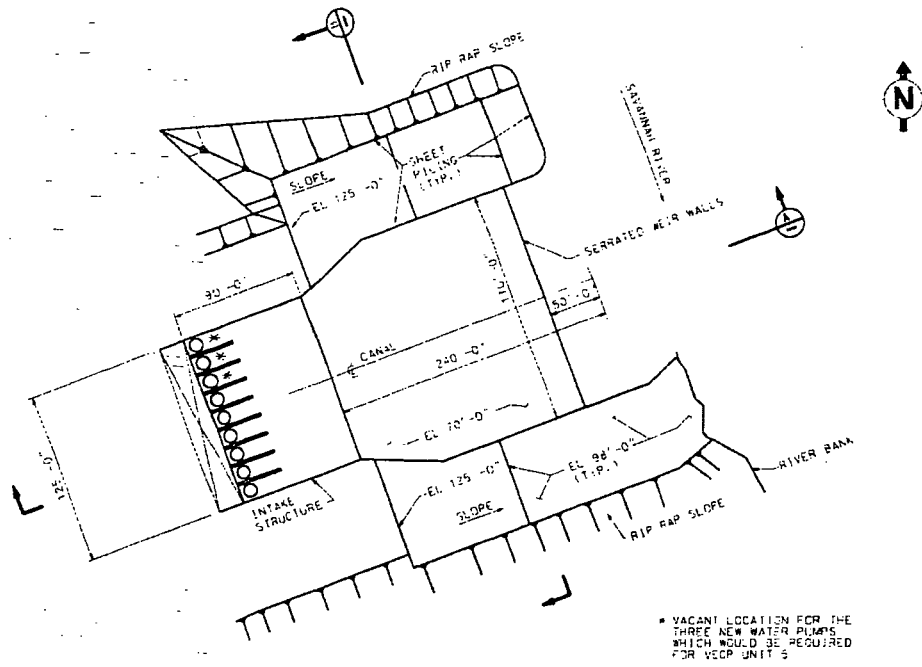 RIP RAP SLOPE
N
SAVANNAH RIVER
SHEET
PILING
(TYP.)
SLOPE
EL 125'-0"
A
SERRATED WEIR WALLS
90'-0"
110'-0"
50'-0"
*
*
*
CANAL
240'-0"
EL 70'-0"
125'-0"
EL 98'-0"
(TYP.)
RIVER BANK
EL 125'-0"
INTAKE
STRUCTURE
SLOPE
RIP RAP SLOPE
* VACANT LOCATION FOR THE
THREE NEW WATER PUMPS
WHICH WOULD BE REQUIRED
FOR VEGP UNIT